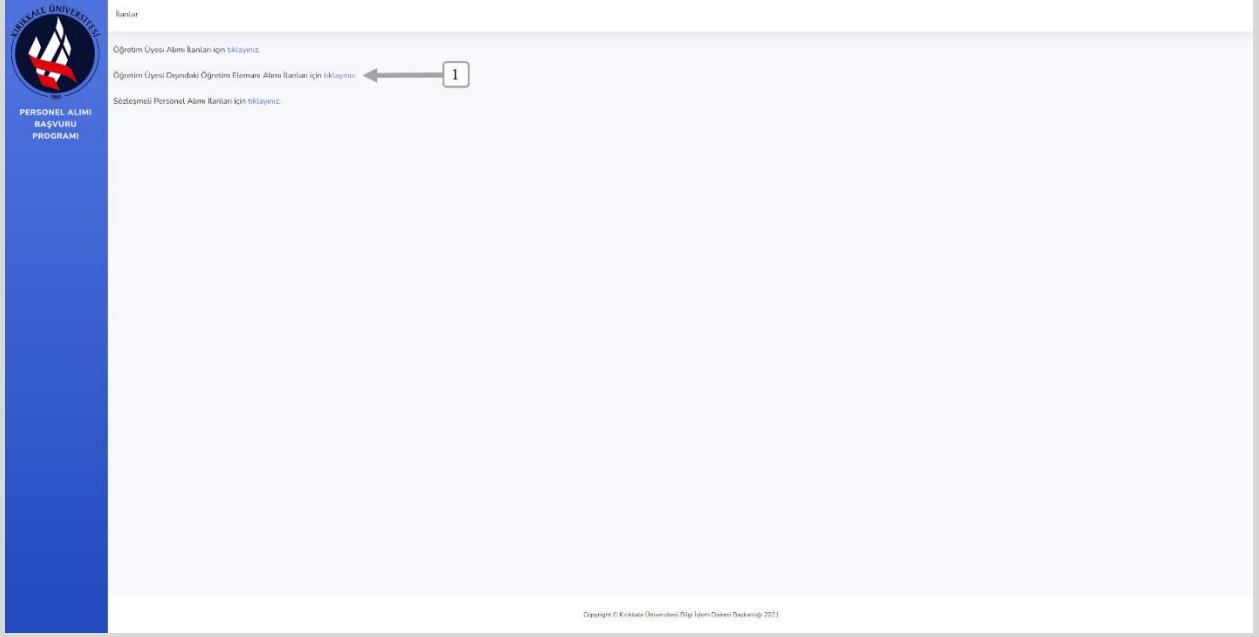 KIRIKKALE ÜNİVERSİTESİ
İlanlar
Öğretim Üyesi Alımı İlanları için tıklayınız.
Öğretim Üyesi Dışındaki Öğretim Elemanı Alımı İlanları için tıklayınız.
1
Sözleşmeli Personel Alımı İlanları için tıklayınız.
PERSONEL ALIMI
BAŞVURU
PROGRAMI
Copyright © Kırıkkale Üniversitesi Bilgi İşlem Dairesi Başkanlığı 2021